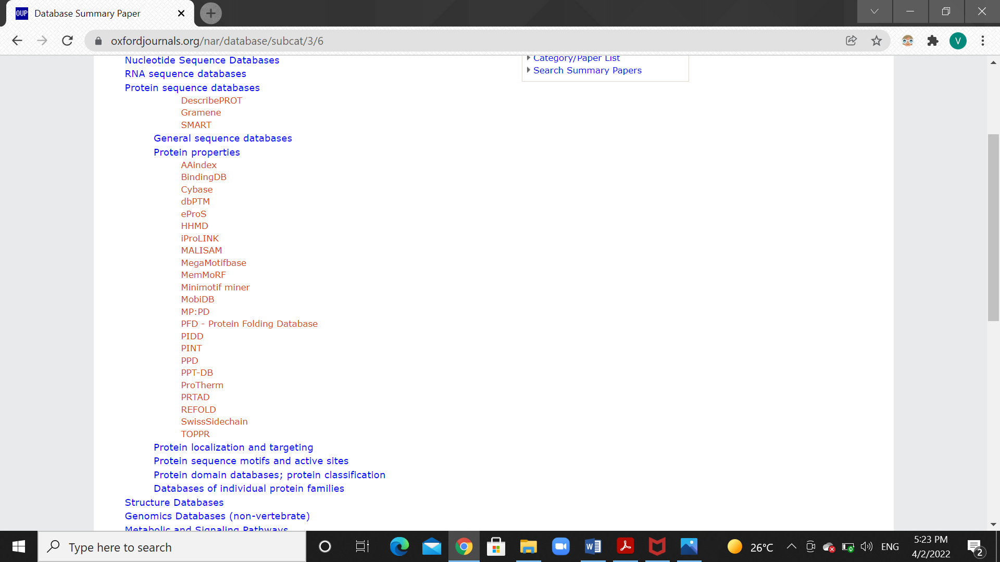 OUP Database Summary Paper
oxfordjournals.org/nar/database/subcat/3/6
V
Nucleotide Sequence Databases
RNA sequence databases
Protein sequence databases
DescribePROT
Gramene
SMART
General sequence databases
Protein properties
AAindex
BindingDB
Cybase
dbPTM
eProS
HHMD
iProLINK
MALISAM
MegaMotifbase
MemMoRF
Minimotif miner
MobiDB
MP:PD
PFD - Protein Folding Database
PIDD
PINT
PPD
PPT-DB
ProTherm
PRTAD
REFOLD
SwissSidechain
TOPPR
Protein localization and targeting
Protein sequence motifs and active sites
Protein domain databases; protein classification
Databases of individual protein families
Structure Databases
Genomics Databases (non-vertebrate)
Metabolic and Signaling Pathways
Category/Paper List
Search Summary Papers
Type here to search
26°C
ENG
5:23 PM
4/2/2022
2